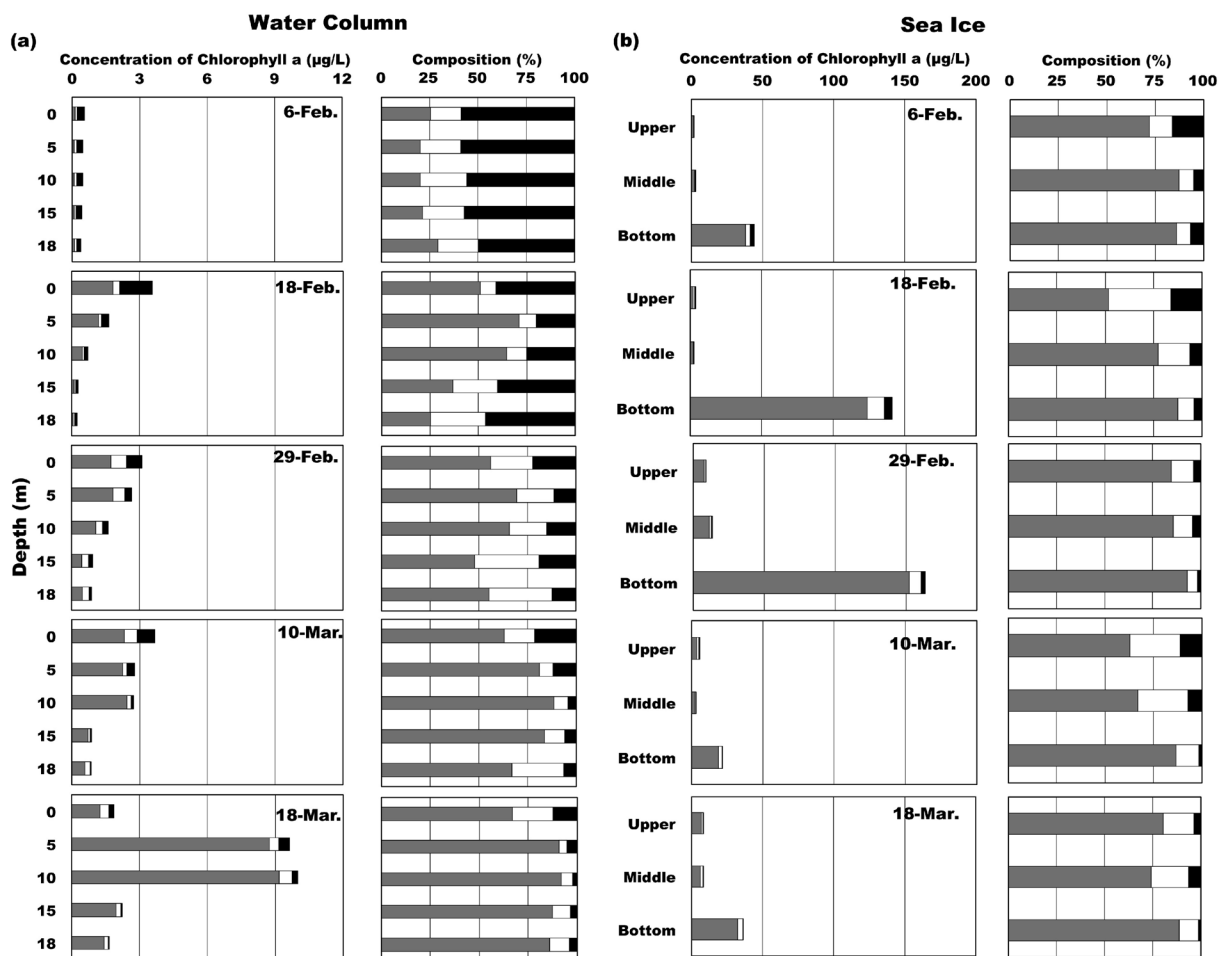 Water Column
Sea Ice
(a)
(b)
Concentration of Chlorophyll a (µg/L)
0 3 6 9 12
Composition (%)
0 25 50 75 100
Concentration of Chlorophyll a (µg/L)
0 50 100 150 200
Composition (%)
0 25 50 75 100
Depth (m)
6-Feb.
0
5
10
15
18
18-Feb.
0
5
10
15
18
29-Feb.
0
5
10
15
18
10-Mar.
0
5
10
15
18
18-Mar.
0
5
10
15
18
6-Feb.
Upper
Middle
Bottom
18-Feb.
Upper
Middle
Bottom
29-Feb.
Upper
Middle
Bottom
10-Mar.
Upper
Middle
Bottom
18-Mar.
Upper
Middle
Bottom